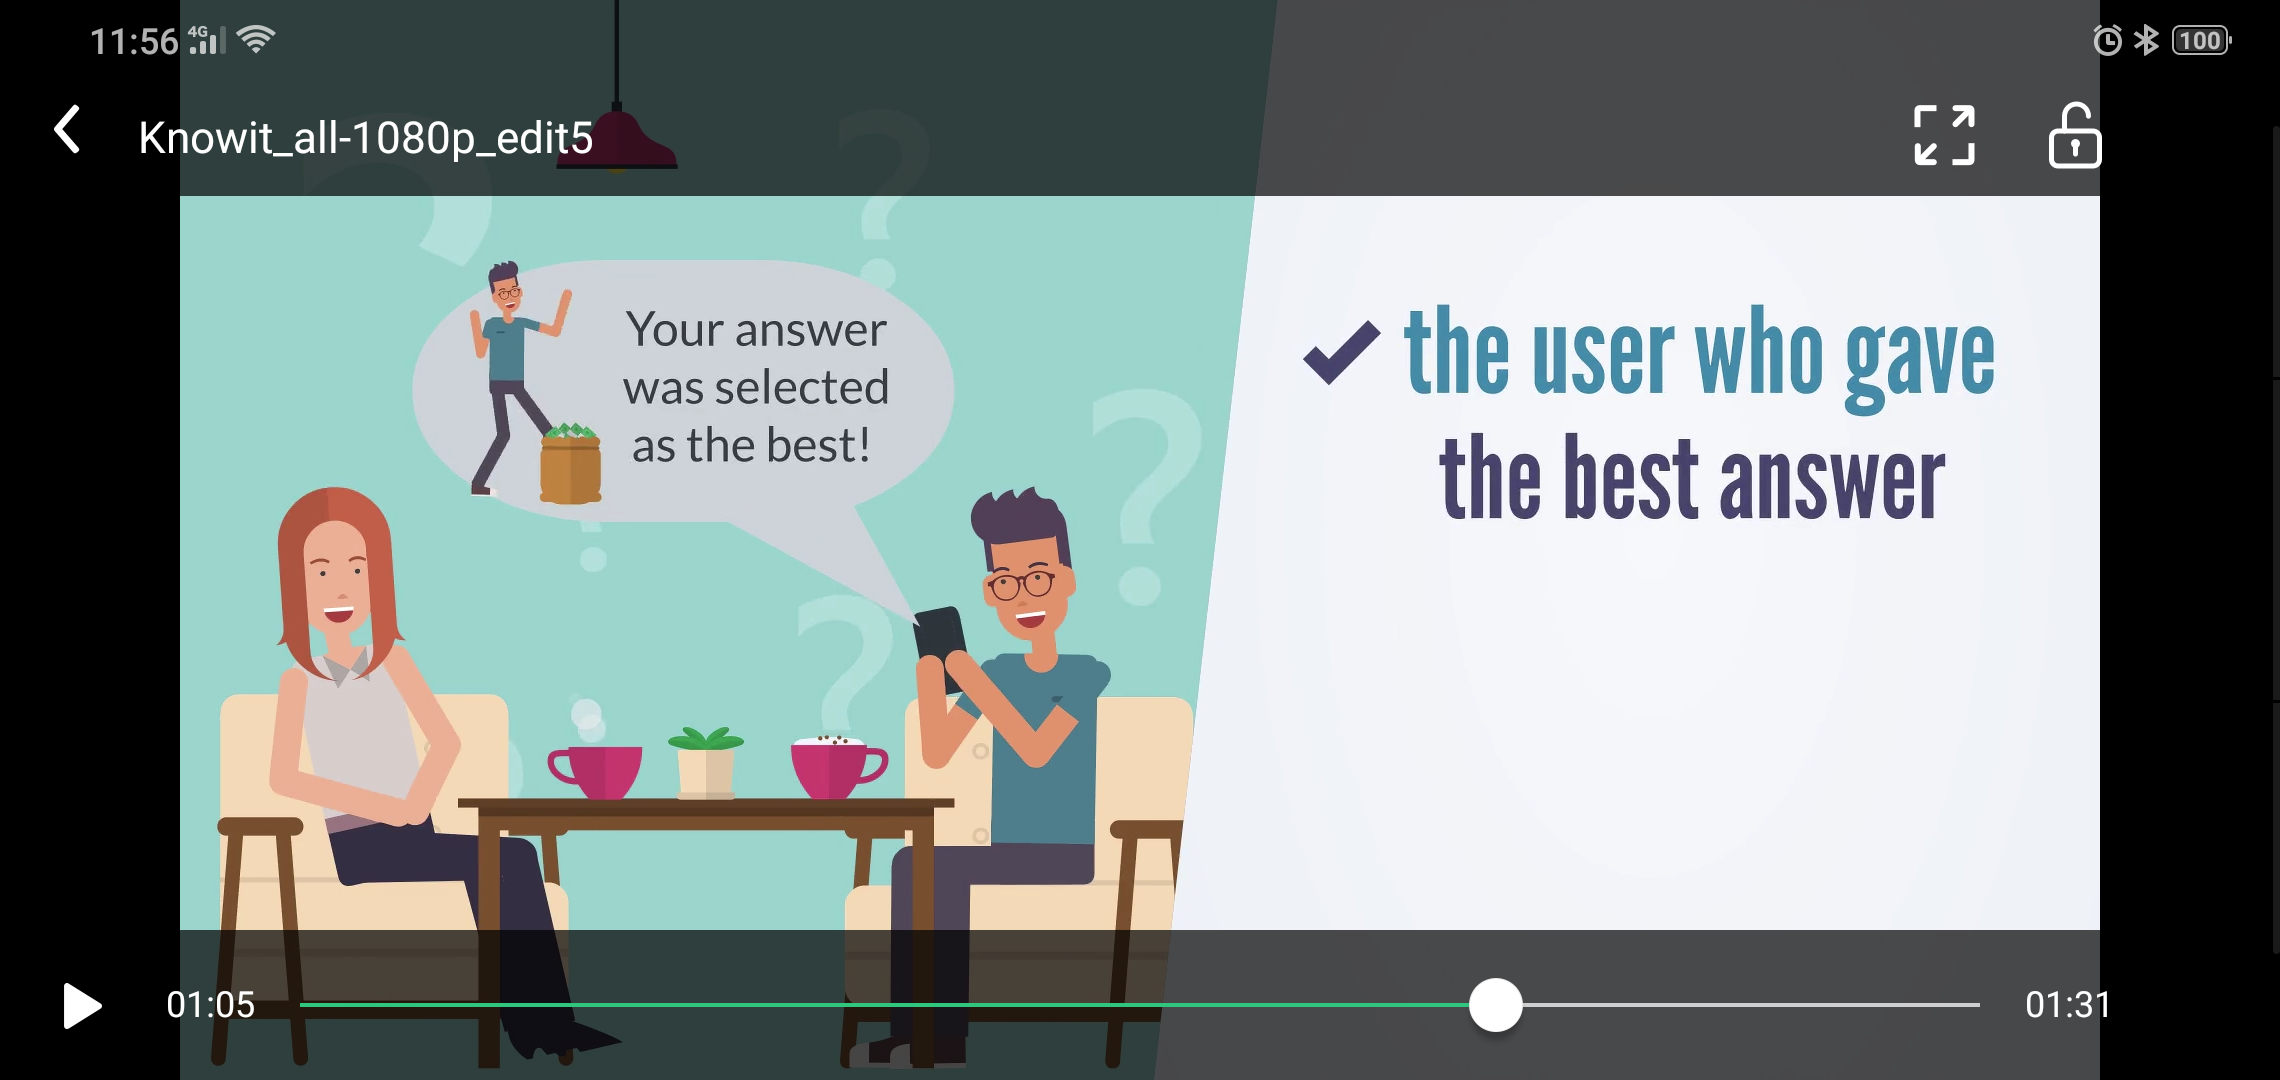 11:56 4G
100
Knowit_all-1080p_edit5
Your answer
was selected
as the best!
the user who gave
the best answer
01:05
01:31